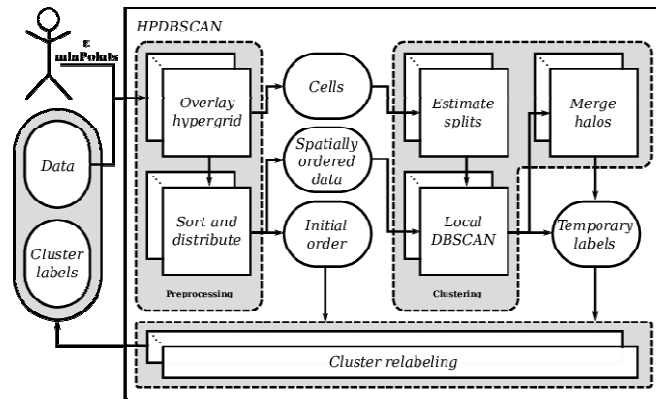 HPDBSCAN
ε
minPoints
Data
Cluster
labels
Overlay
hypergrid
Sort and
distribute
Preprocessing
Cells
Spatially
ordered
data
Initial
order
Estimate
splits
Local
DBSCAN
Clustering
Merge
halos
Temporary
labels
Cluster relabeling